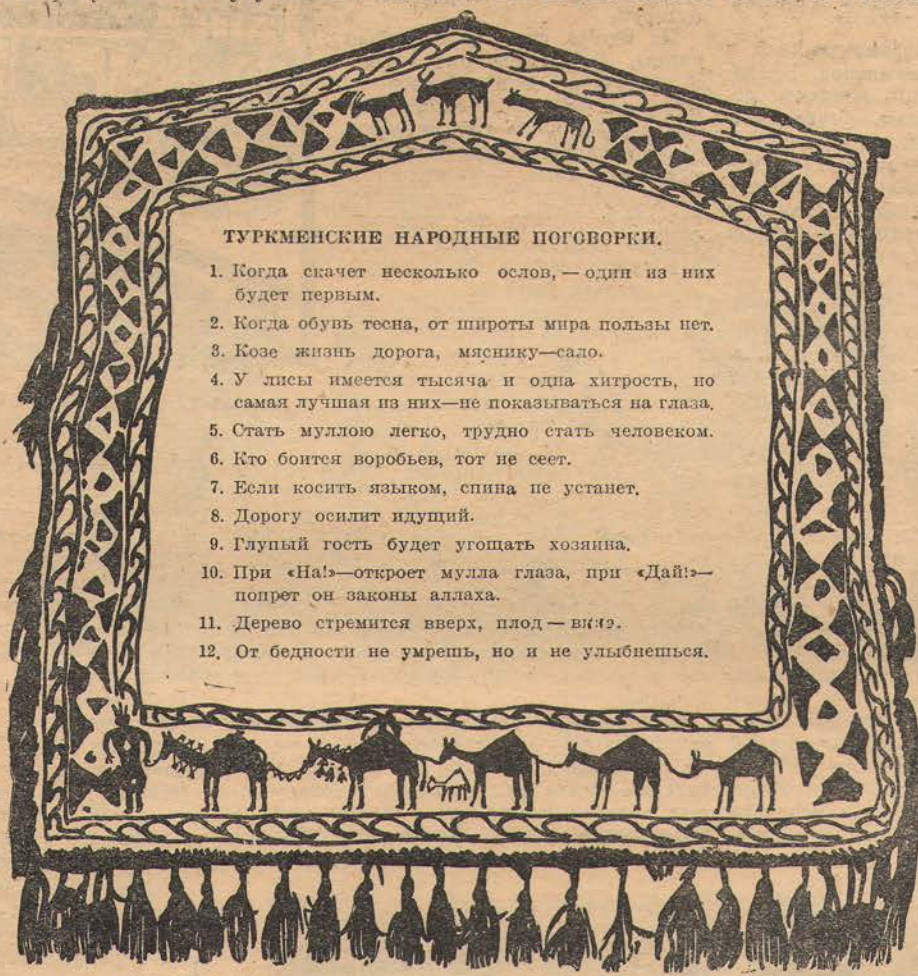 ТУРКМЕНСКИЕ НАРОДНЫЕ ПОГОВОРКИ.
1. Когда скачет несколько ослов, — один из них
будет первым.
2. Когда обувь тесна, от широты мира пользы нет.
3. Козе жизнь дорога, мяснику—сало.
4. У лисы имеется тысяча и одна хитрость, но
самая лучшая из них—не показываться на глаза.
5. Стать муллою легко, трудно стать человеком.
6. Кто боится воробьев, тот не сеет.
7. Если косить языком, спина не устанет.
8. Дорогу осилит идущий.
9. Глупый гость будет угощать хозяина.
10. При «На!»—откроет мулла глаза, при «Дай!»—
попрет он законы аллаха.
11. Дерево стремится вверх, плод —
12. От бедности не умрешь, но и не улыбнешься.